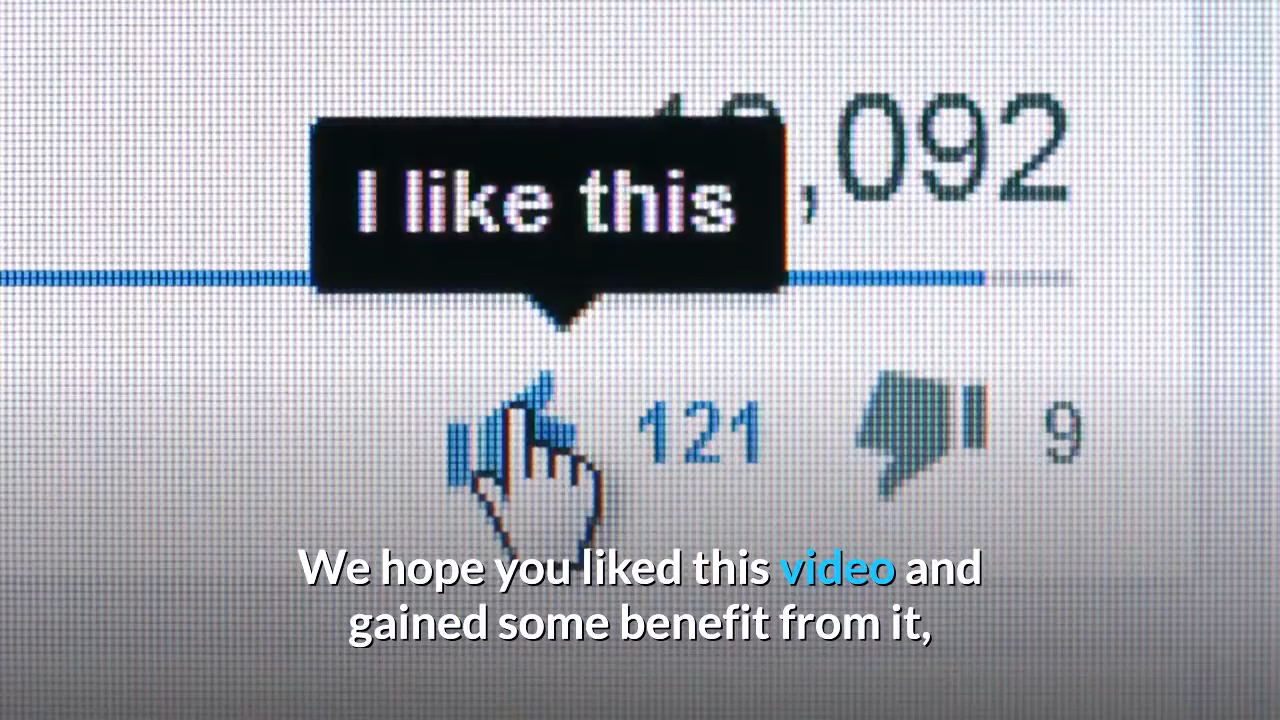 ,092
I like this
121
9
We hope you liked this video and
gained some benefit from it,